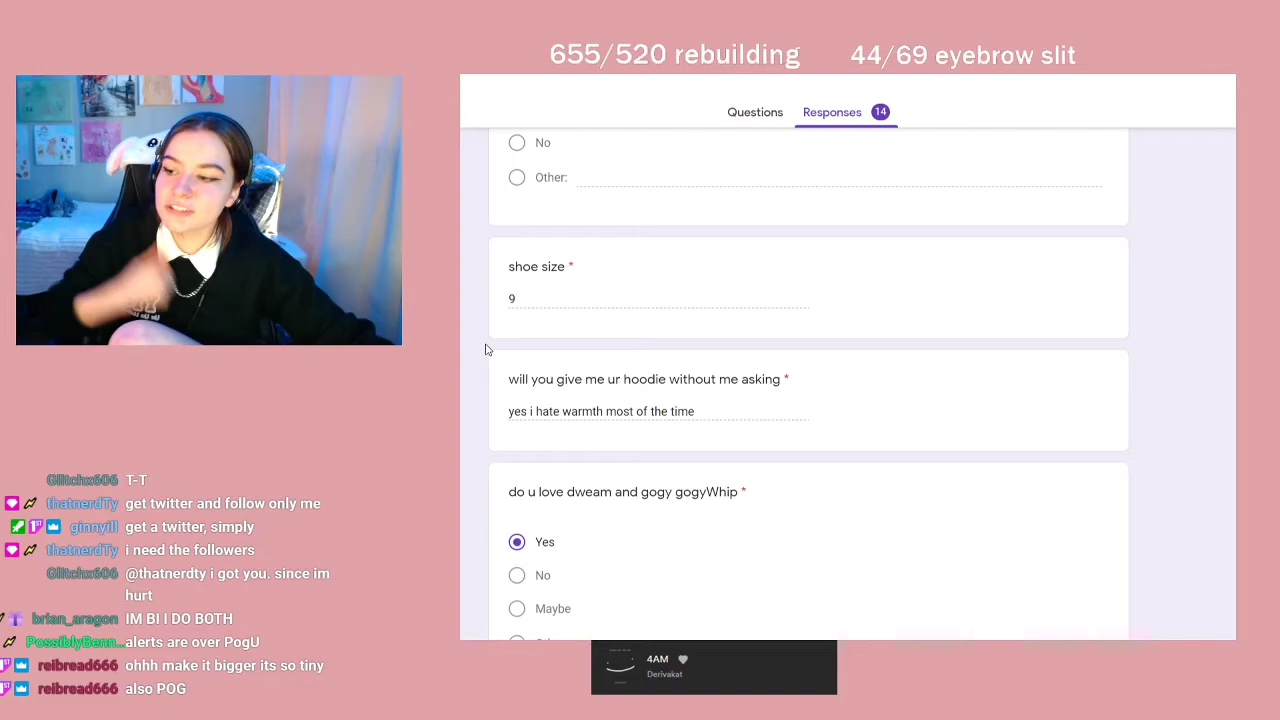 655/520 rebuilding
44/69 eyebrow slit
Questions
Responses 14
No
Other:
shoe size *
9
will you give me ur hoodie without me asking *
yes i hate warmth most of the time
do u love dweam and gogy gogyWhip *
Yes
No
Maybe
Glitchx606 T-T
thatnerdTy get twitter and follow only me
ginnyill get a twitter, simply
thatnerdTy i need the followers
Glitchx606 @thatnerdty i got you. since im
hurt
brian_aragon IM BI I DO BOTH
PossiblyBenn... alerts are over PogU
reibread666 ohhh make it bigger its so tiny
reibread666 also POG
4AM
Derivakat